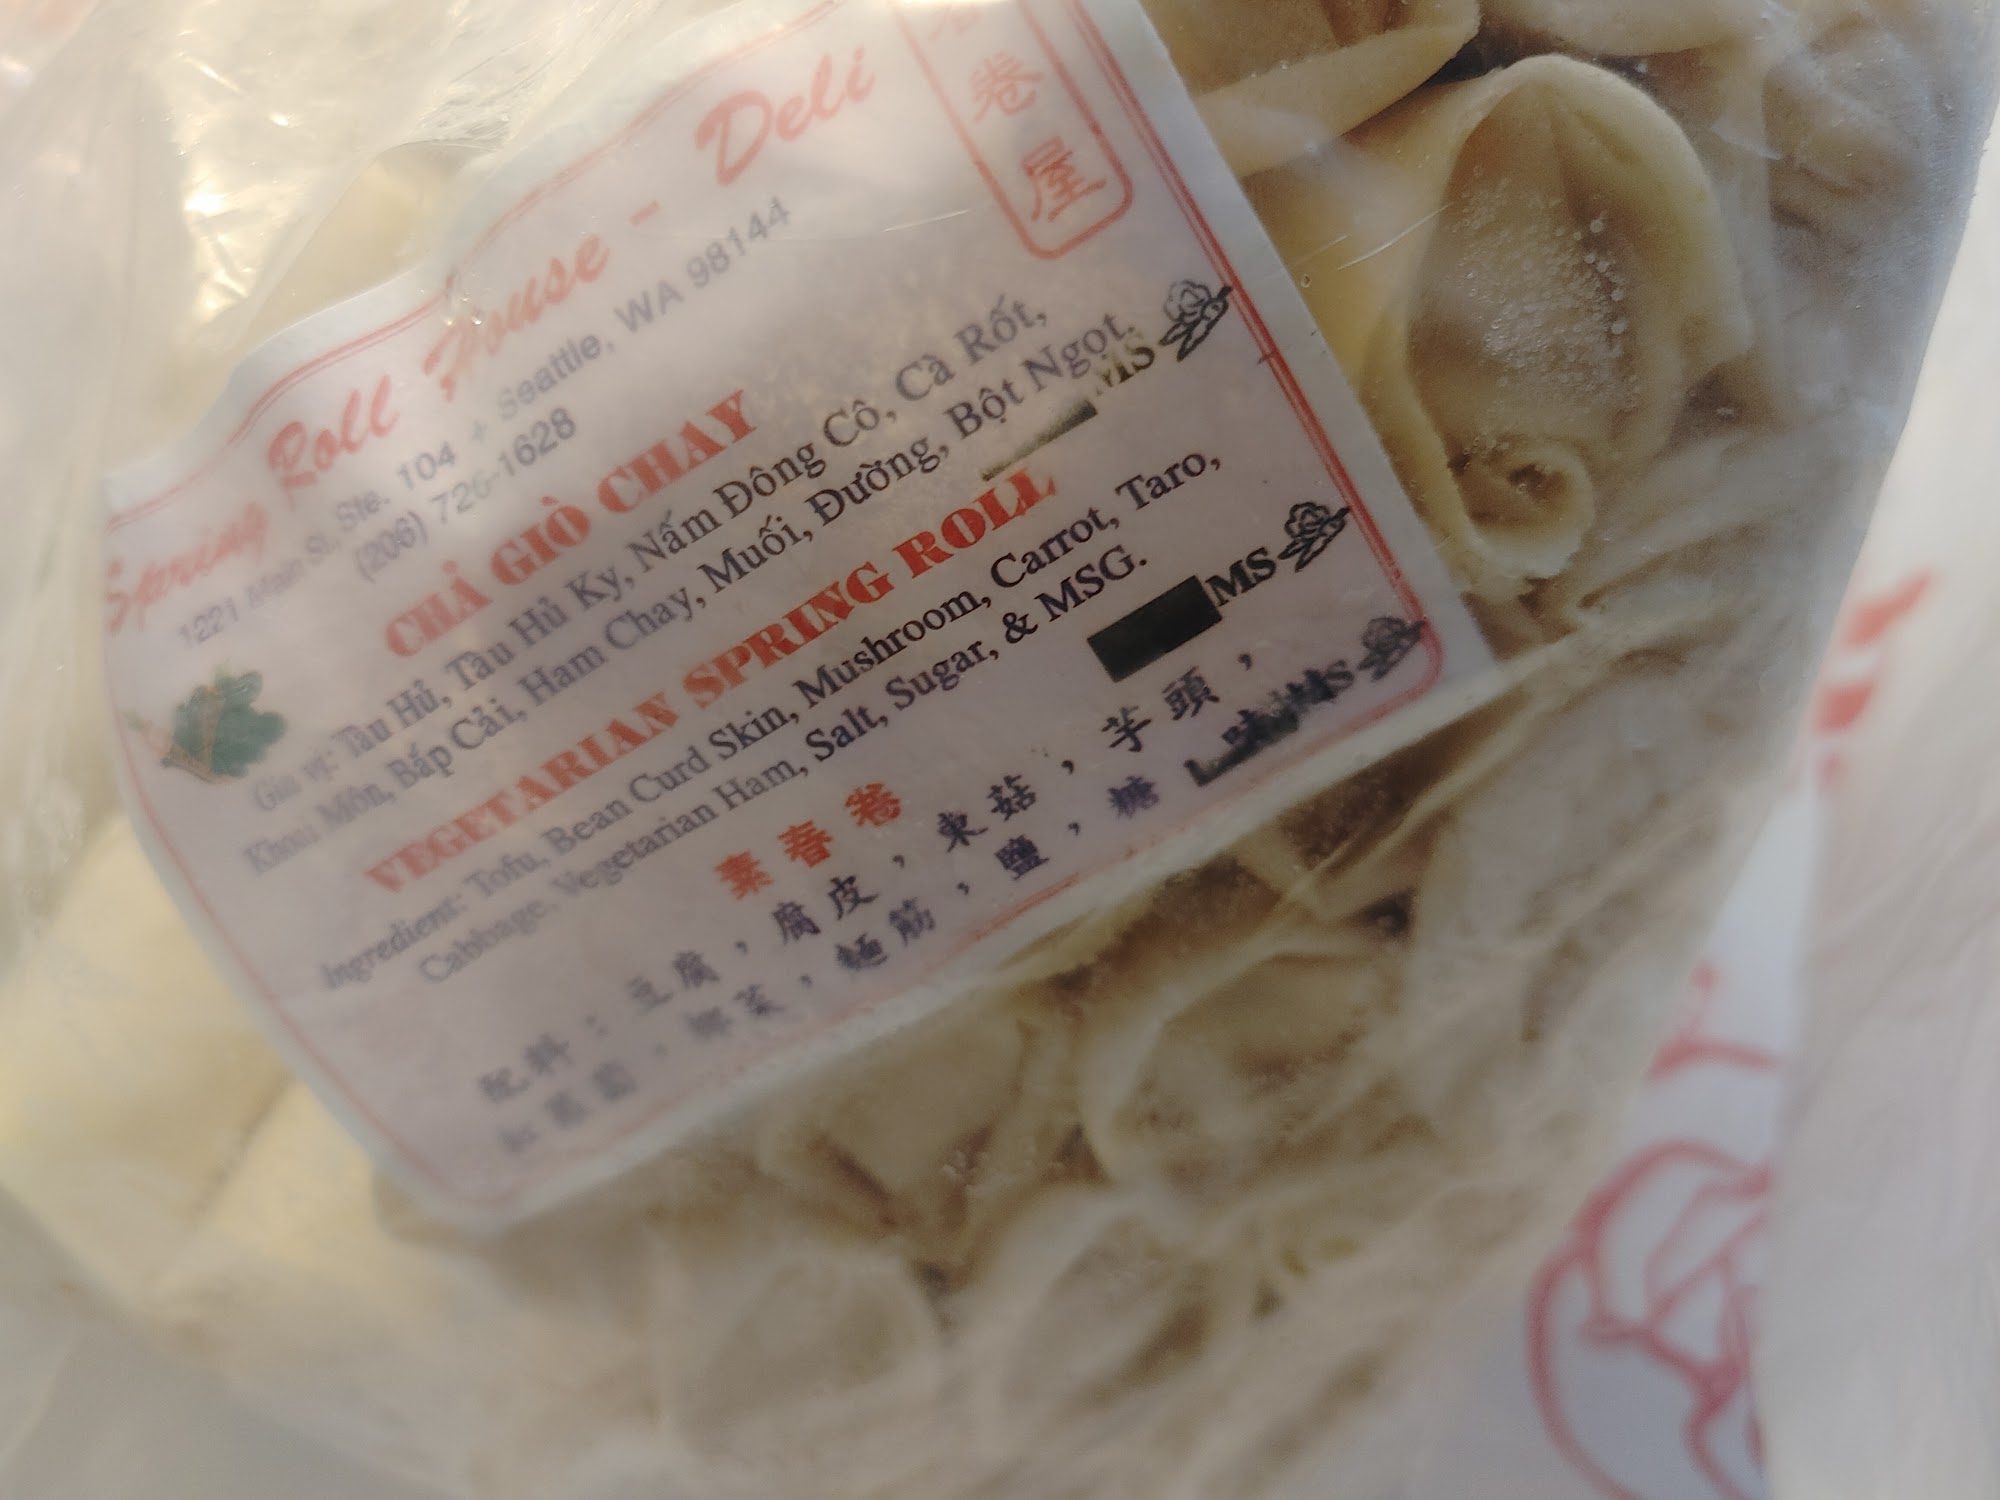 Spring Roll House - Deli
卷
屋
1221 Main St, Ste. 104 + Seattle, WA 98144
(206) 726-1628
CHẢ GIÒ CHAY
Gia vị: Tàu Hủ, Tàu Hủ Ky, Nấm Đông Cô, Cà Rốt,
Khoai Môn, Bắp Cải, Ham Chay, Muối, Đường, Bột Ngọt.
MS
VEGETARIAN SPRING ROLL
Ingredient: Tofu, Bean Curd Skin, Mushroom, Carrot, Taro,
Cabbage, Vegetarian Ham, Salt, Sugar, & MSG.
MS
素春卷
配料：豆腐，腐皮，東菇，芋頭，
紅蘿蔔，椰菜，麵筋，鹽，糖
MS